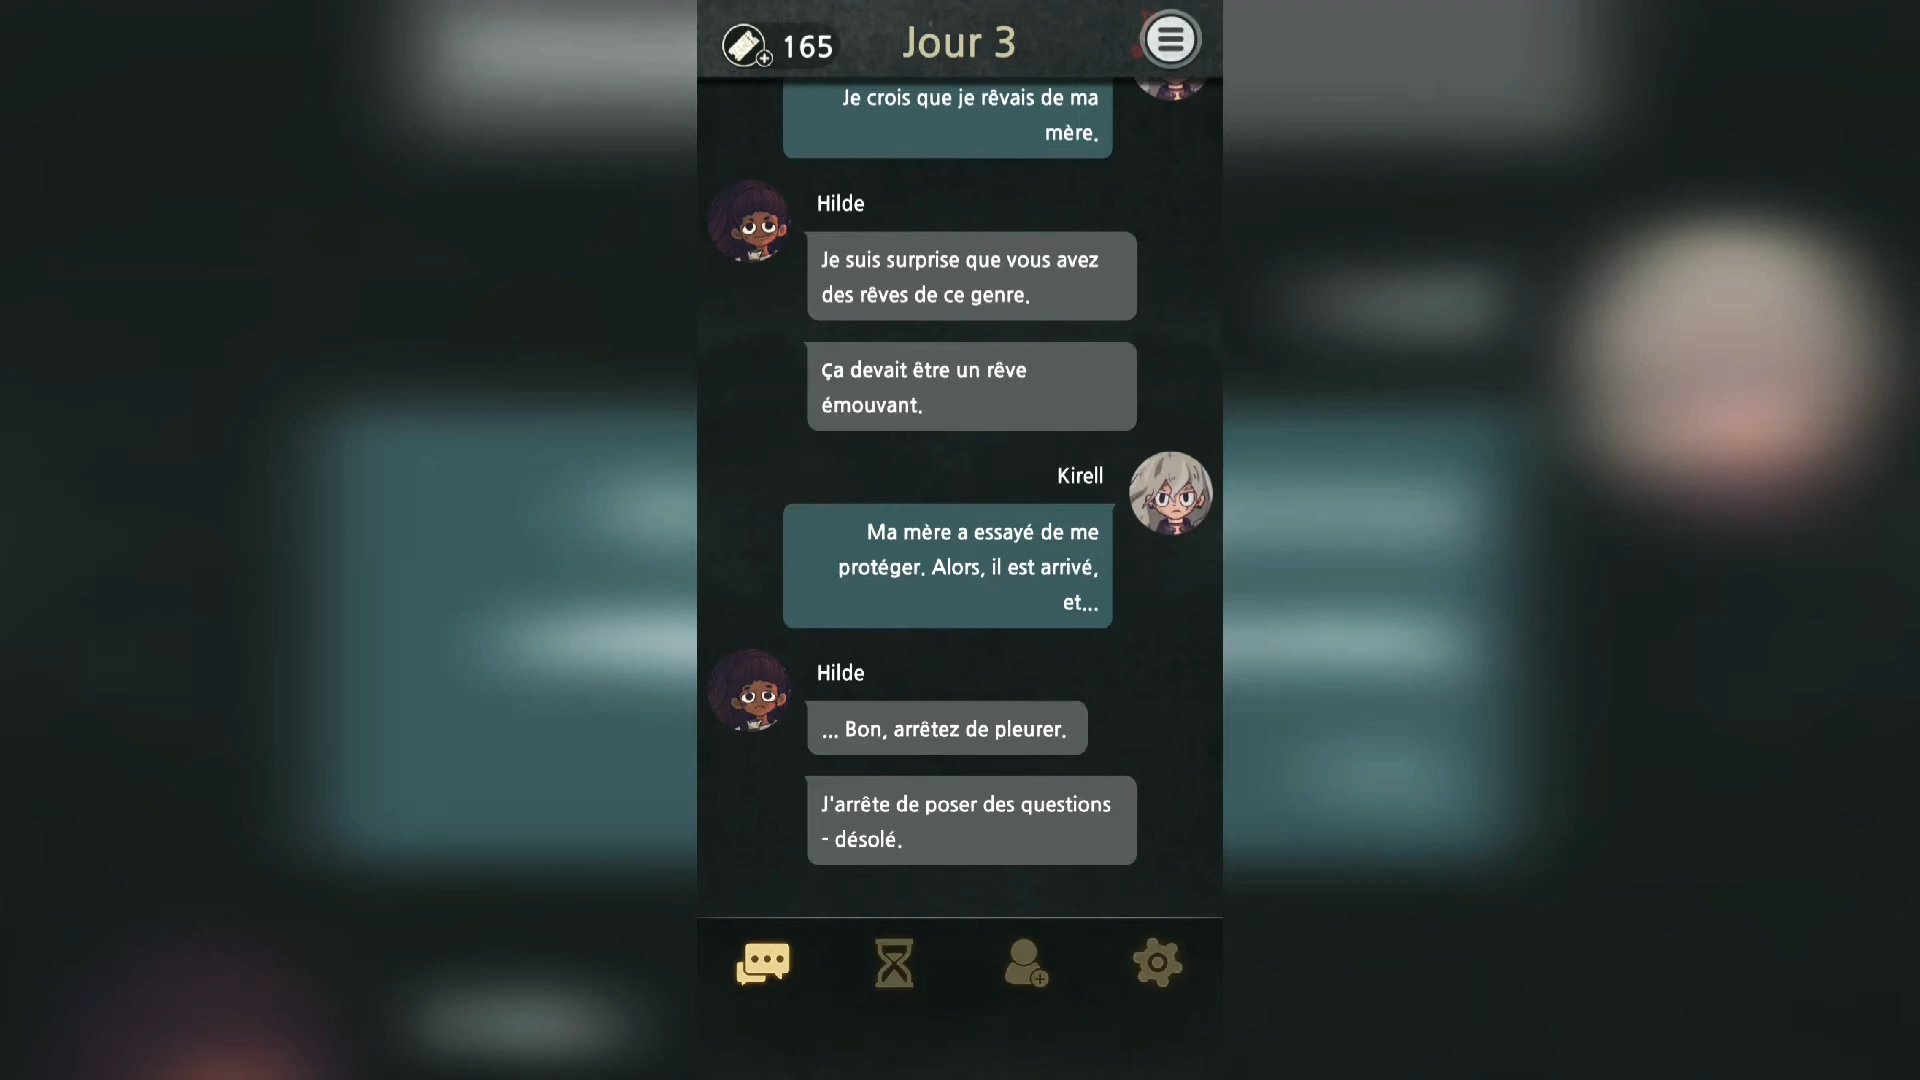 165
Jour 3
Je crois que je rêvais de ma
mère.
Hilde
Je suis surprise que vous avez
des rêves de ce genre.
Ça devait être un rêve
émouvant.
Kirell
Ma mère a essayé de me
protéger. Alors, il est arrivé,
et...
Hilde
... Bon, arrêtez de pleurer.
J'arrête de poser des questions
- désolé.